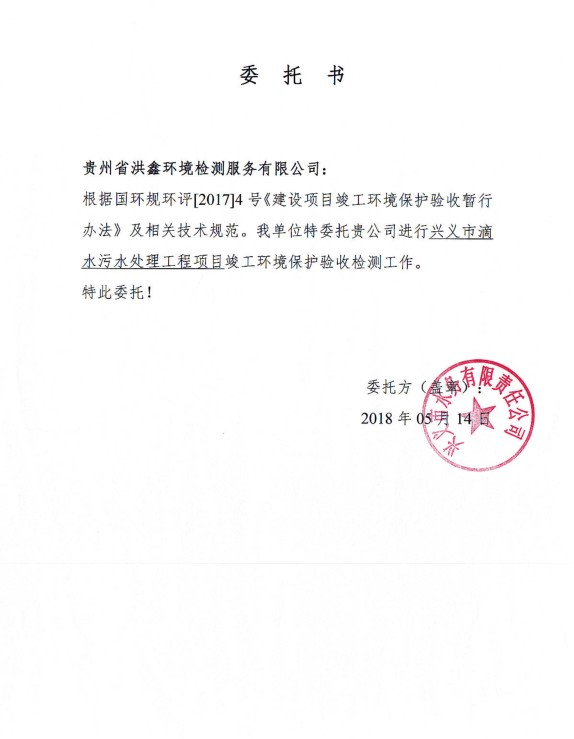 委 托 书
贵州省洪鑫环境检测服务有限公司：
根据国环规环评[2017]4 号《建设项目竣工环境保护验收暂行
办法》及相关技术规范。我单位特委托贵公司进行兴义市滴
水污水处理工程项目竣工环境保护验收检测工作。
特此委托！
委托方（盖章）：
2018 年 05 月 14 日
兴义市水务有限责任公司